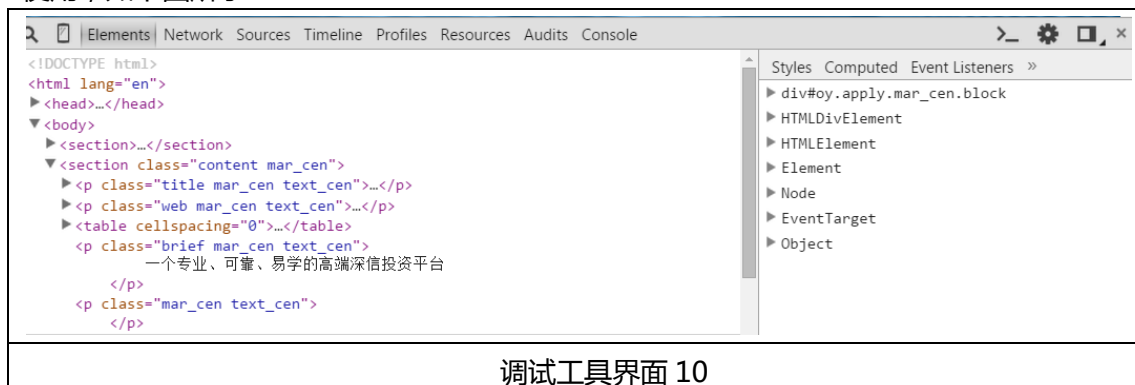 Elements Network Sources Timeline Profiles Resources Audits Console
<!DOCTYPE html>
<html lang="en">
<head>…</head>
<body>
<section>…</section>
<section class="content mar_cen">
<p class="title mar_cen text_cen">…</p>
<p class="web mar_cen text_cen">…</p>
<table cellspacing="0">…</table>
<p class="brief mar_cen text_cen">
一个专业、可靠、易学的高端深信投资平台
</p>
<p class="mar_cen text_cen">
</p>
Styles Computed Event Listeners »
div#oy.apply.mar_cen.block
HTMLDivElement
HTMLElement
Element
Node
EventTarget
Object
调试工具界面 10